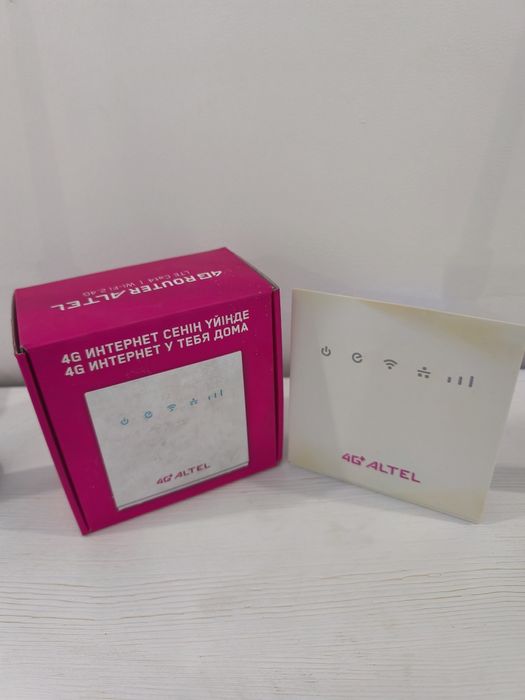 4G ROUTER ALTEL
LTE Cat4 | Wi-Fi 2.4G
4G ИНТЕРНЕТ СЕНІҢ ҮЙІҢДЕ
4G ИНТЕРНЕТ У ТЕБЯ ДОМА
4G+ ALTEL
4G+ ALTEL